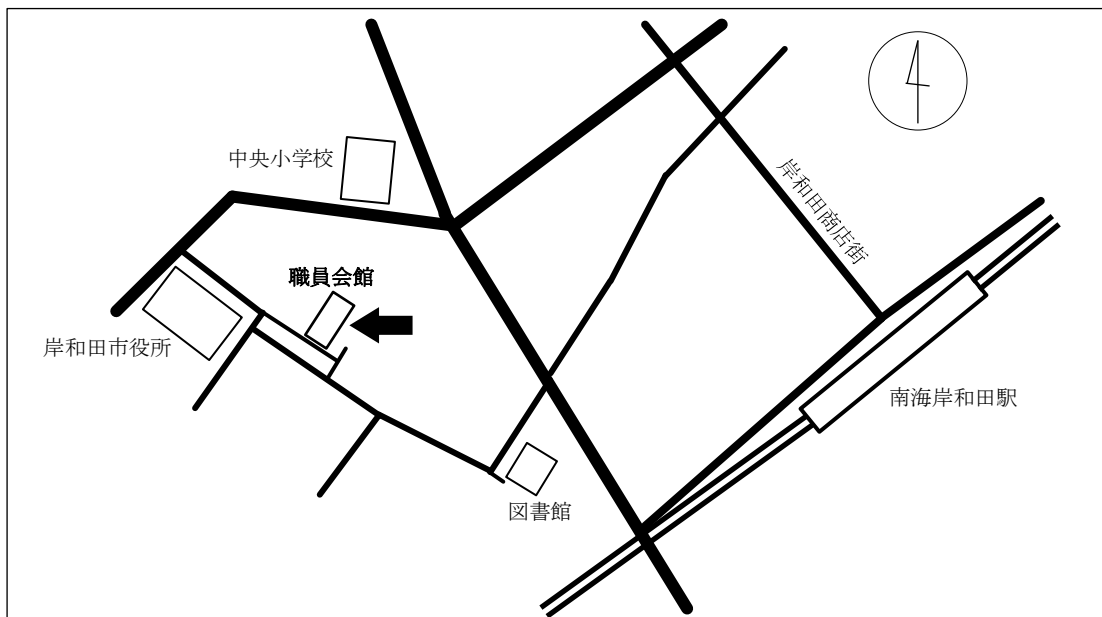 中央小学校
岸和田商店街
職員会館
岸和田市役所
南海岸和田駅
図書館